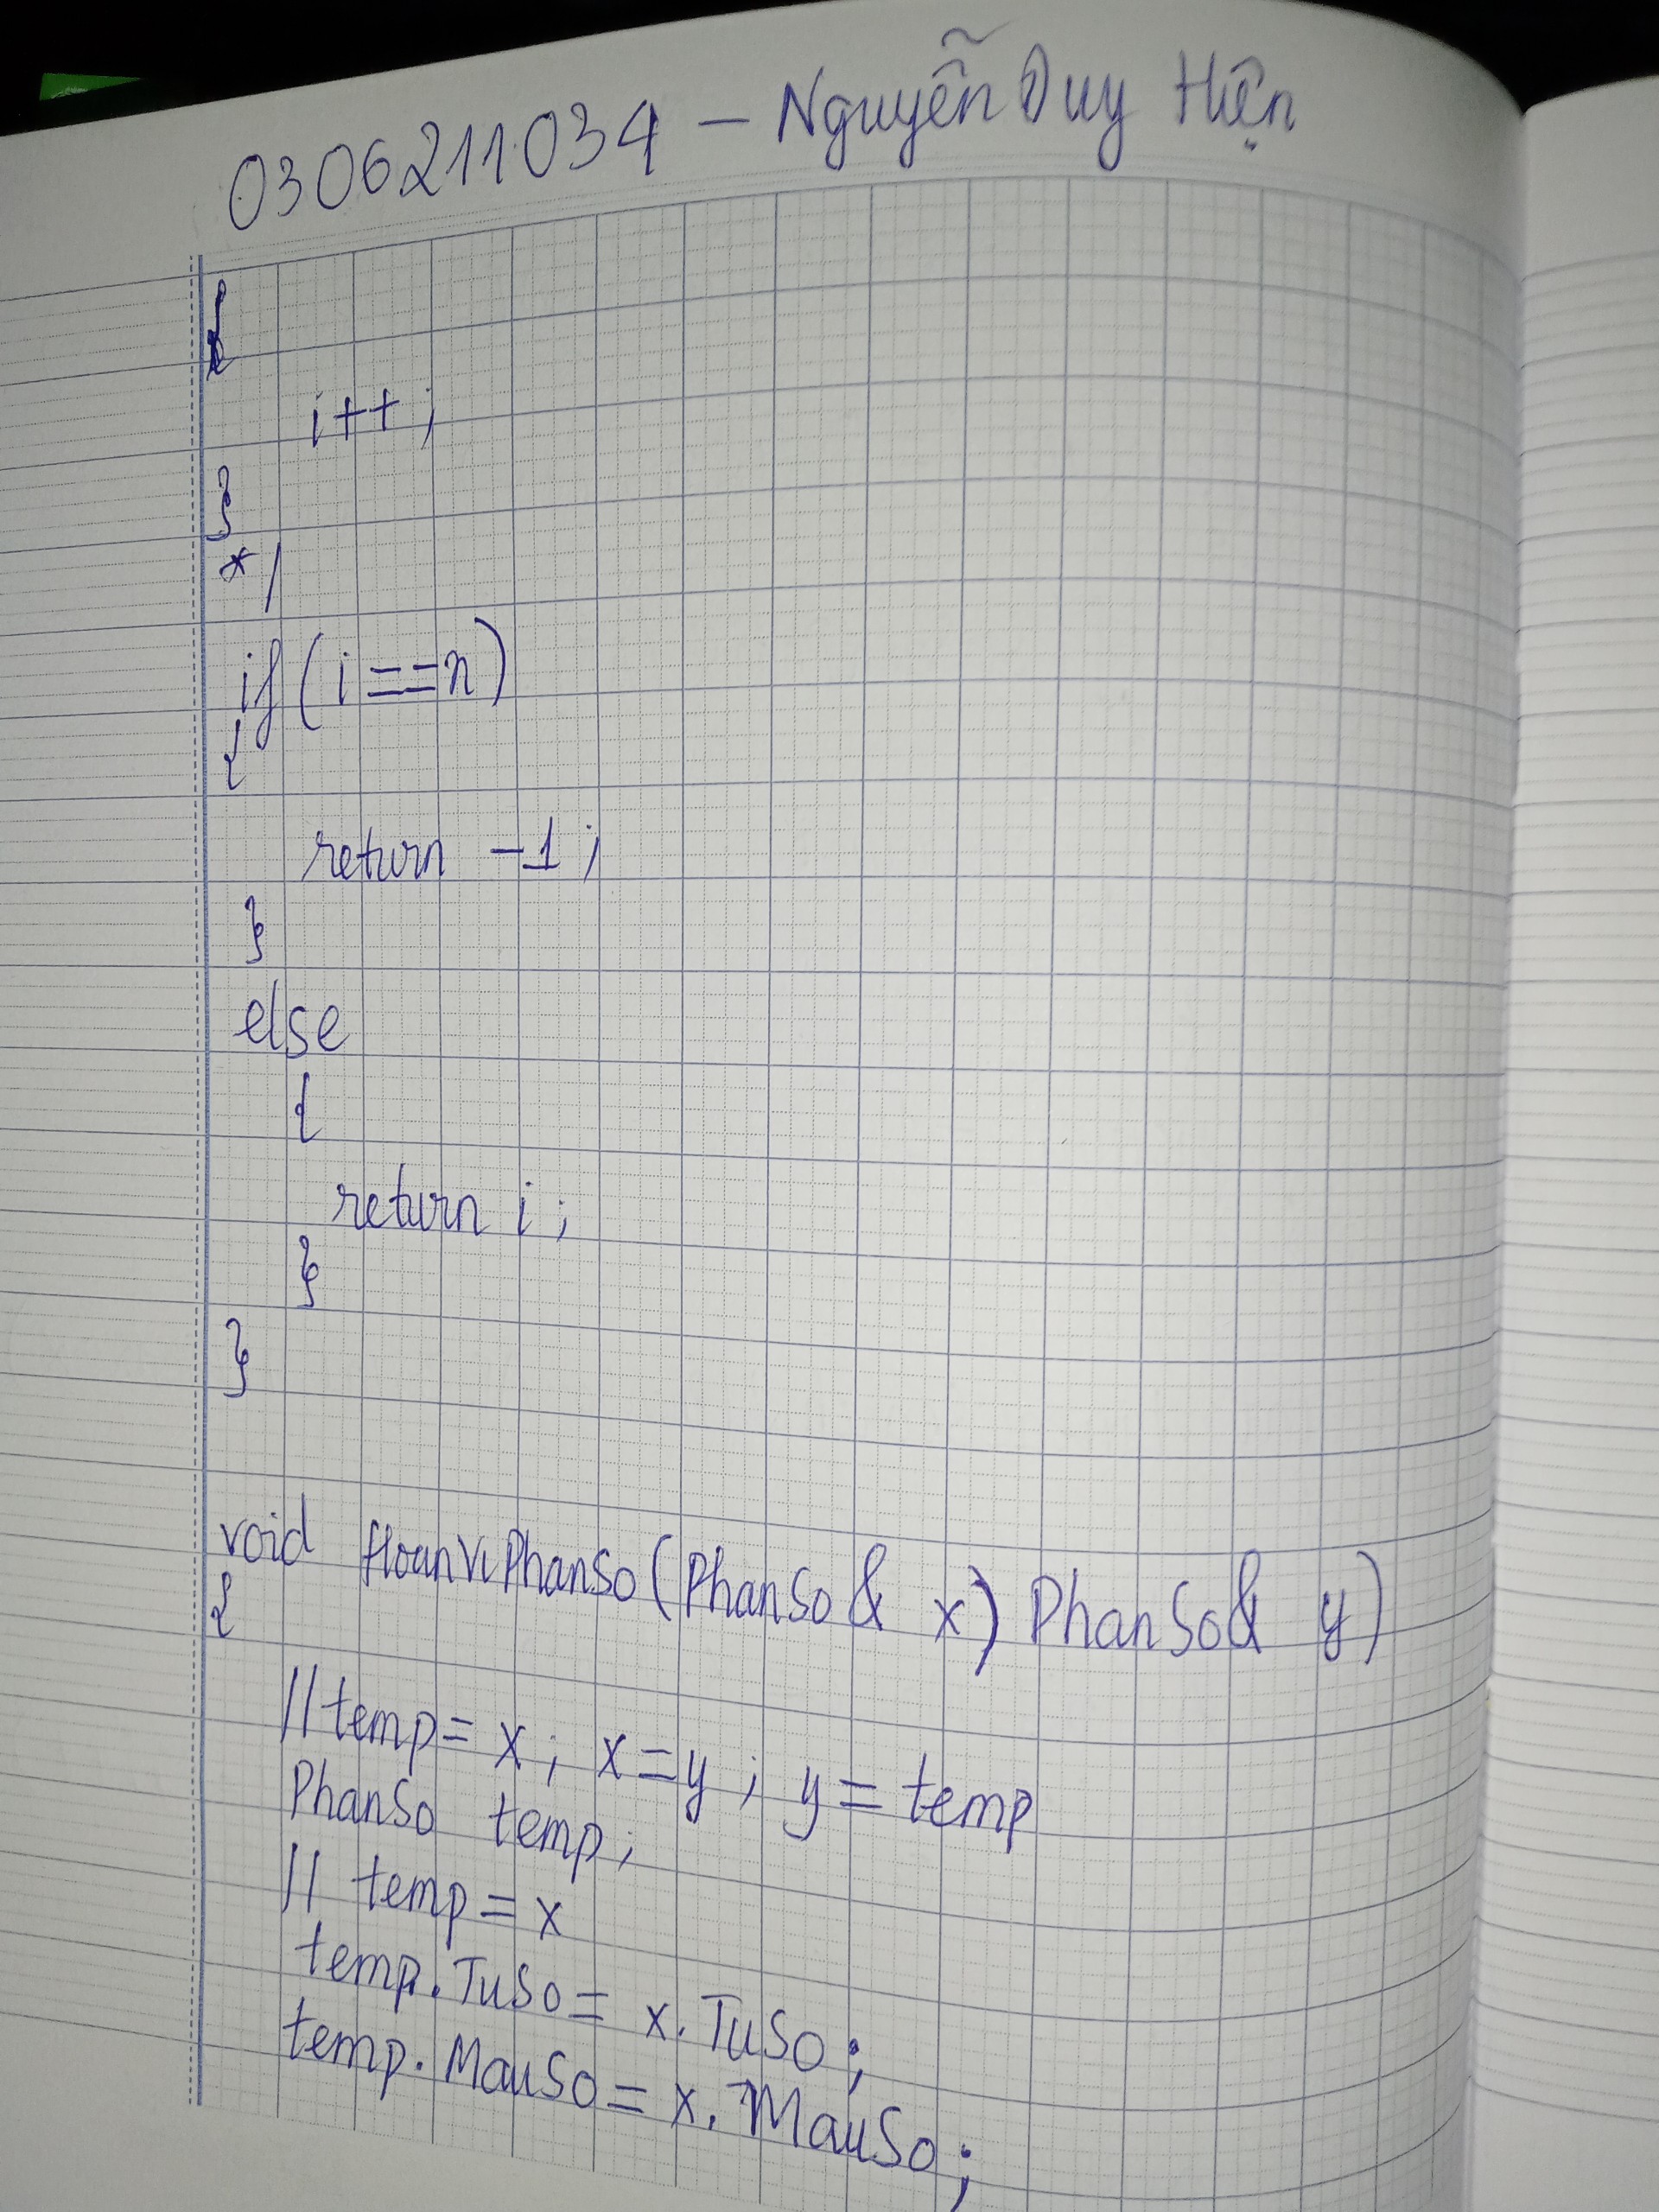 0306211034 - Nguyễn Duy Hiện
{
i++;
}
*/
if(i==n)
{
return -1;
}
else
{
return i;
}
}
void HoanViPhanSo(PhanSo& x) PhanSo& y)
{
//temp= x; x=y; y= temp
PhanSo temp;
// temp=x
temp.TuSo= x.TuSo;
temp.MauSo= x.MauSo;